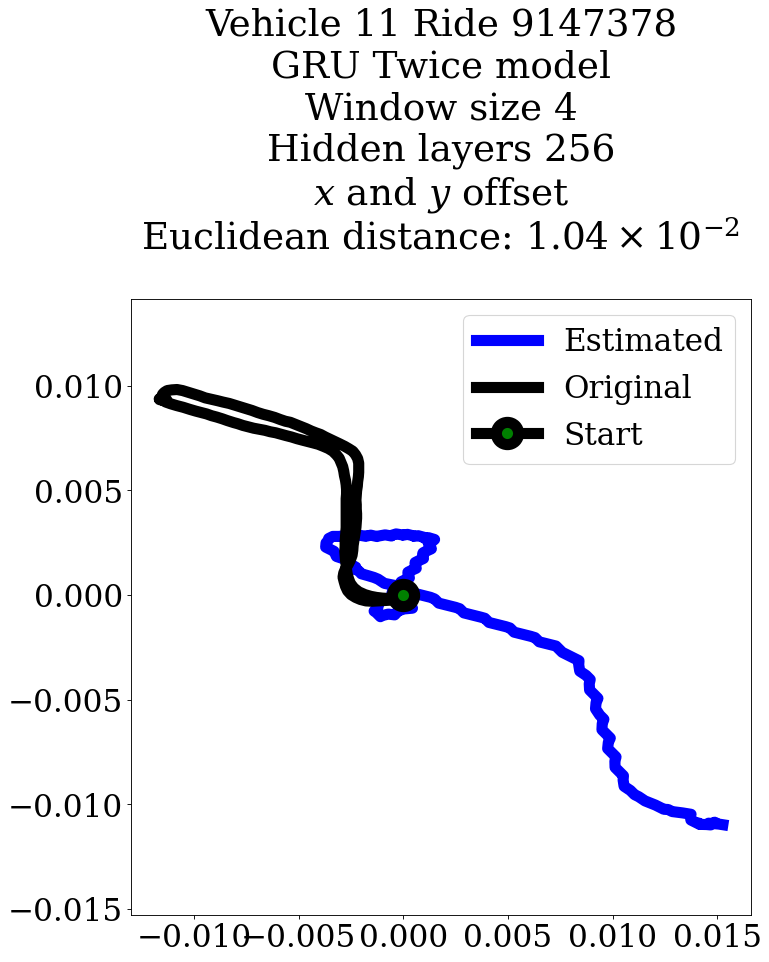 Vehicle 11 Ride 9147378
GRU Twice model
Window size 4
Hidden layers 256
x and y offset
Euclidean distance: 1.04 × 10⁻²
Estimated
Original
Start
0.010
0.005
0.000
−0.005
−0.010
−0.015
−0.010 −0.005 0.000 0.005 0.010 0.015